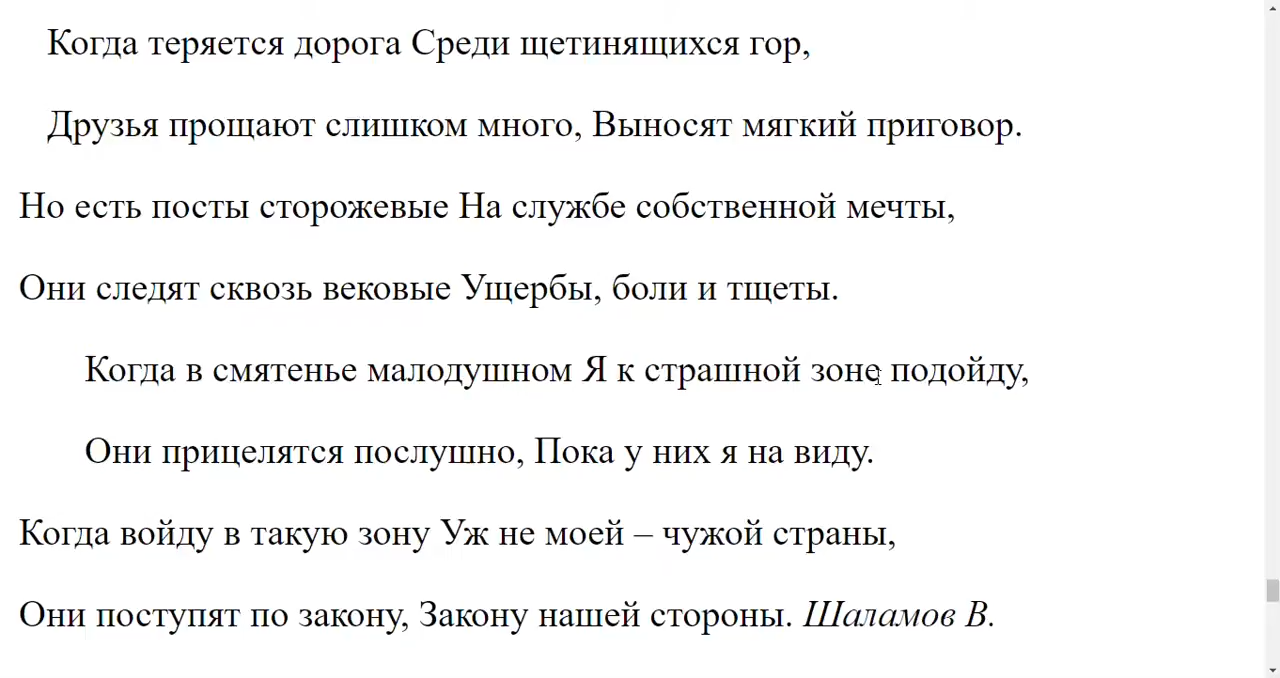 Когда теряется дорога Среди щетинящихся гор,
Друзья прощают слишком много, Выносят мягкий приговор.
Но есть посты сторожевые На службе собственной мечты,
Они следят сквозь вековые Ущербы, боли и тщеты.
Когда в смятенье малодушном Я к страшной зоне подойду,
Они прицелятся послушно, Пока у них я на виду.
Когда войду в такую зону Уж не моей – чужой страны,
Они поступят по закону, Закону нашей стороны. Шаламов В.